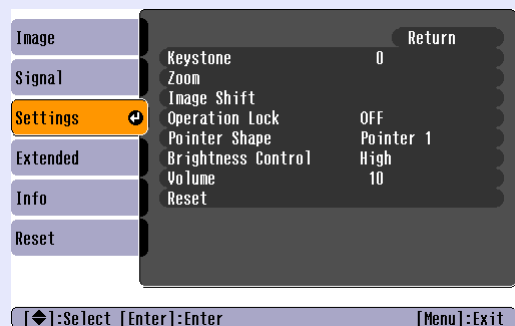 Image
Signal
Settings
Extended
Info
Reset
Return
Keystone 0
Zoom
Image Shift
Operation Lock OFF
Pointer Shape Pointer 1
Brightness Control High
Volume 10
Reset
[◆]:Select [Enter]:Enter [Menu]:Exit